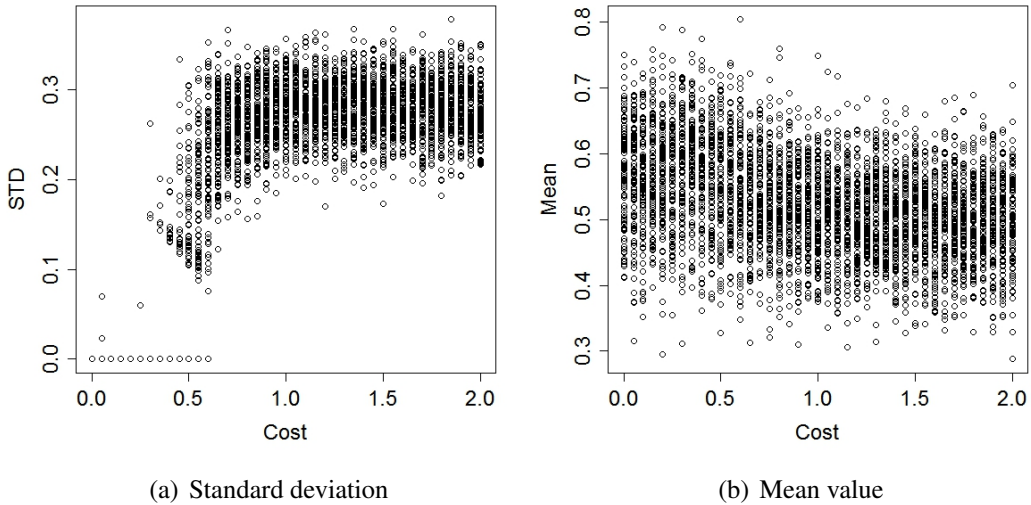 STD
0.0 0.1 0.2 0.3
0.0 0.5 1.0 1.5 2.0
Cost
(a) Standard deviation
Mean
0.3 0.4 0.5 0.6 0.7 0.8
0.0 0.5 1.0 1.5 2.0
Cost
(b) Mean value